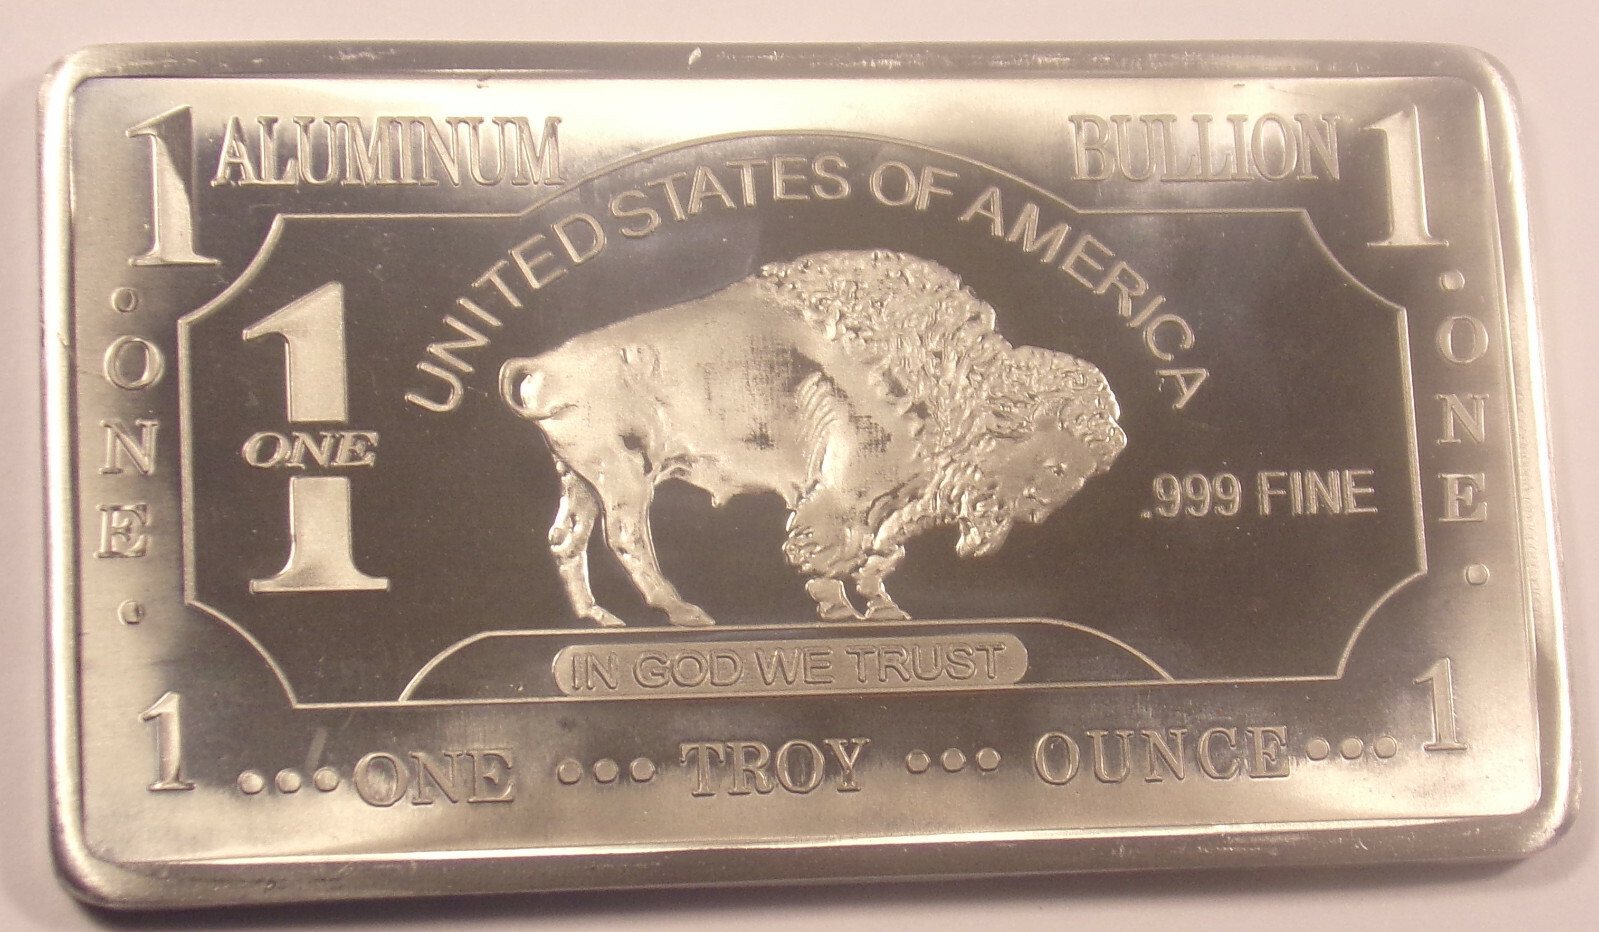 1 ALUMINUM BULLION 1
UNITED STATES OF AMERICA
1
ONE
.999 FINE
• ONE •
• ONE •
IN GOD WE TRUST
1 •••ONE ••• TROY ••• OUNCE••• 1